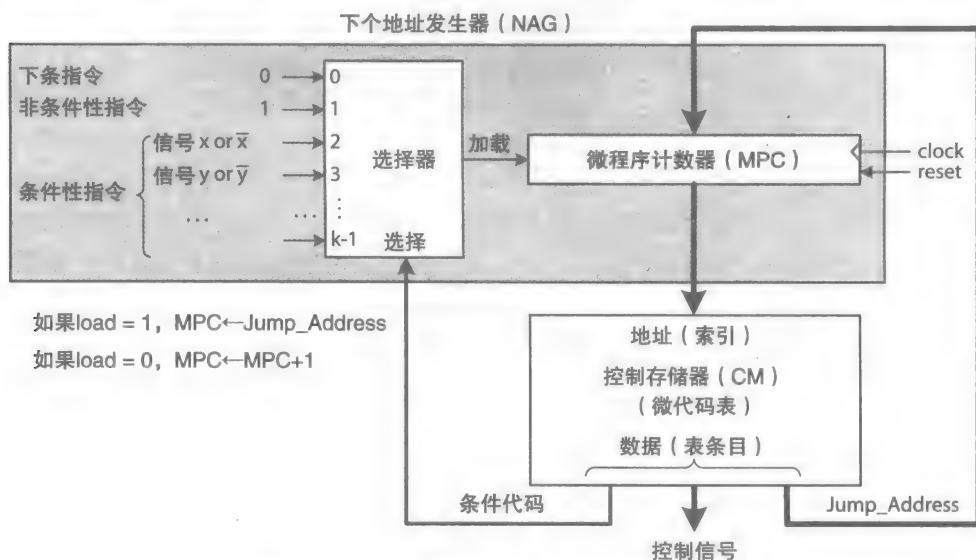 下个地址发生器（NAG）
下条指令 0 0
非条件性指令 1 1
信号 x or x̅ 2
选择器
加载
微程序计数器（MPC）
clock
reset
信号 y or y̅ 3
条件性指令
… … ⋮
k-1 选择
如果load = 1，MPC←Jump_Address
如果load = 0，MPC←MPC+1
地址（索引）
控制存储器（CM）
（微代码表）
数据（表条目）
条件代码
Jump_Address
控制信号